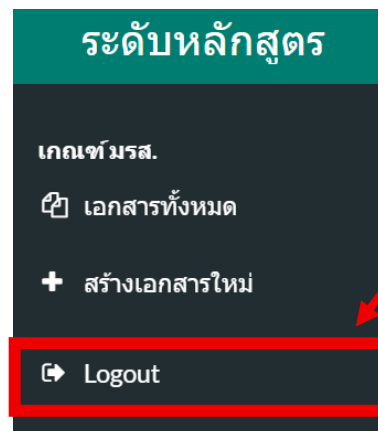 ระดับหลักสูตร
เกณฑ์ มรส.
เอกสารทั้งหมด
สร้างเอกสารใหม่
Logout